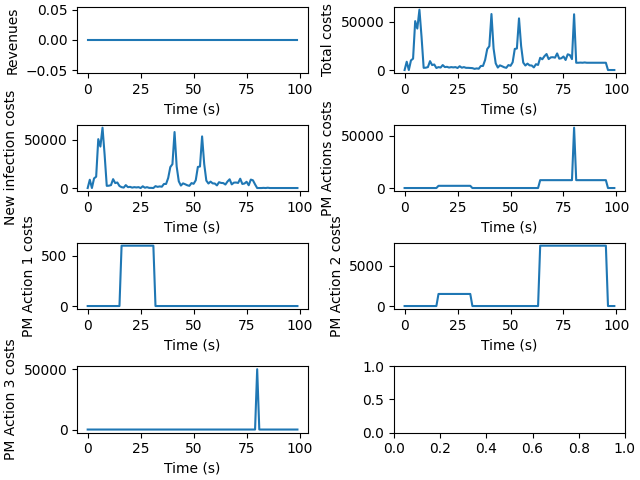 Revenues
0.05
0.00
−0.05
0 25 50 75 100
Time (s)
Total costs
50000
0
0 25 50 75 100
Time (s)
New infection costs
50000
0
0 25 50 75 100
Time (s)
PM Actions costs
50000
0
0 25 50 75 100
Time (s)
PM Action 1 costs
500
0
0 25 50 75 100
Time (s)
PM Action 2 costs
5000
0
0 25 50 75 100
Time (s)
PM Action 3 costs
50000
0
0 25 50 75 100
Time (s)
1.0
0.5
0.0
0.0 0.2 0.4 0.6 0.8 1.0